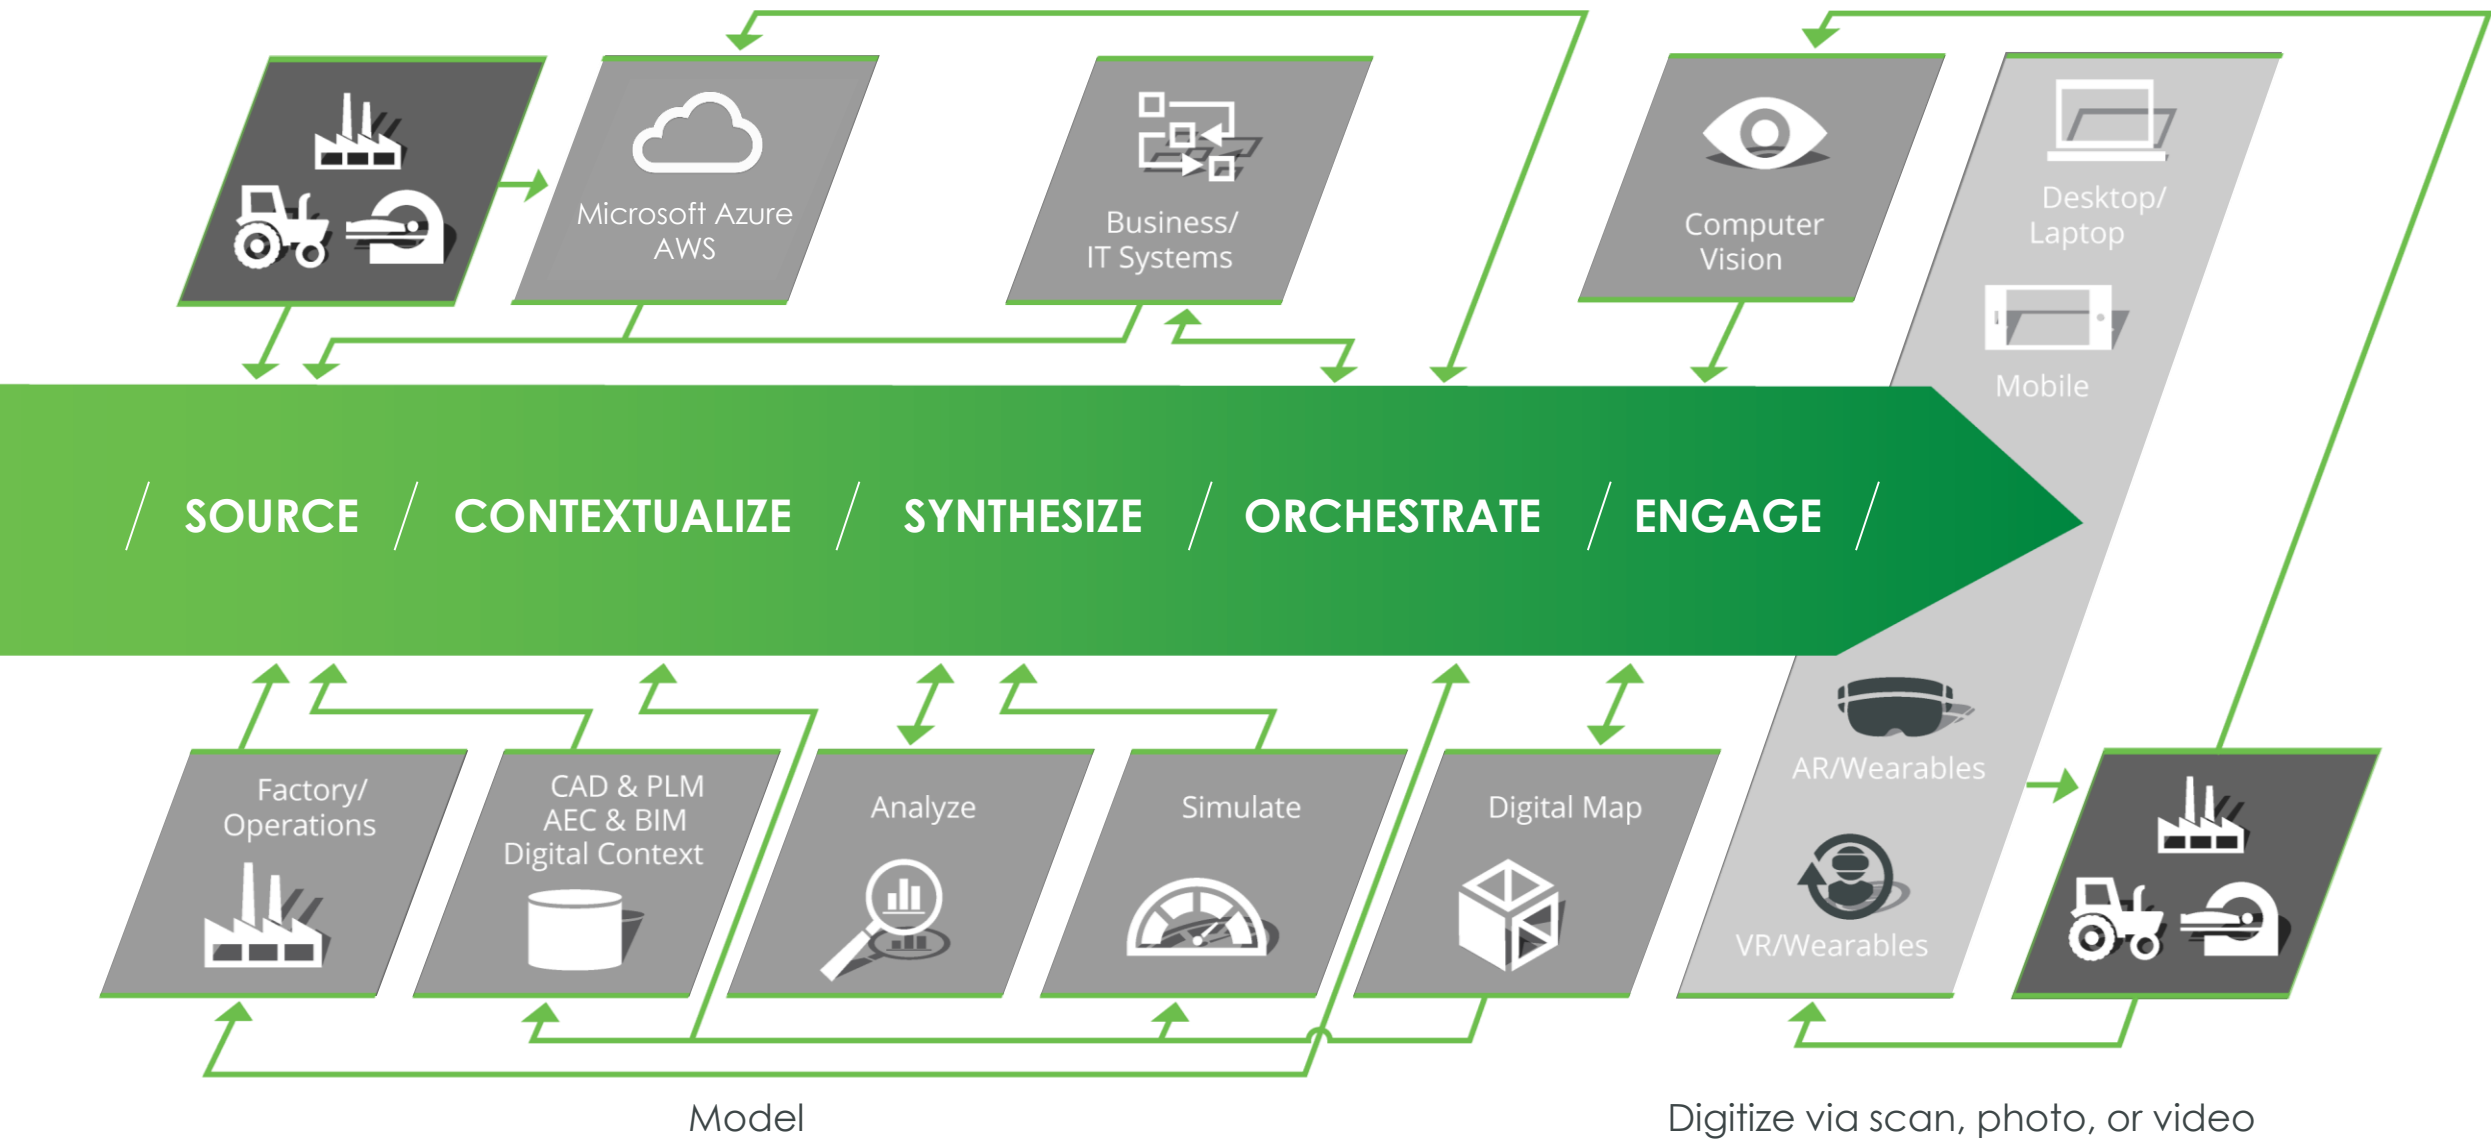 Microsoft Azure
AWS
Business/
IT Systems
Computer
Vision
Desktop/
Laptop
Mobile
SOURCE
CONTEXTUALIZE
SYNTHESIZE
ORCHESTRATE
ENGAGE
Factory/
Operations
CAD & PLM
AEC & BIM
Digital Context
Analyze
Simulate
Digital Map
AR/Wearables
VR/Wearables
Model
Digitize via scan, photo, or video